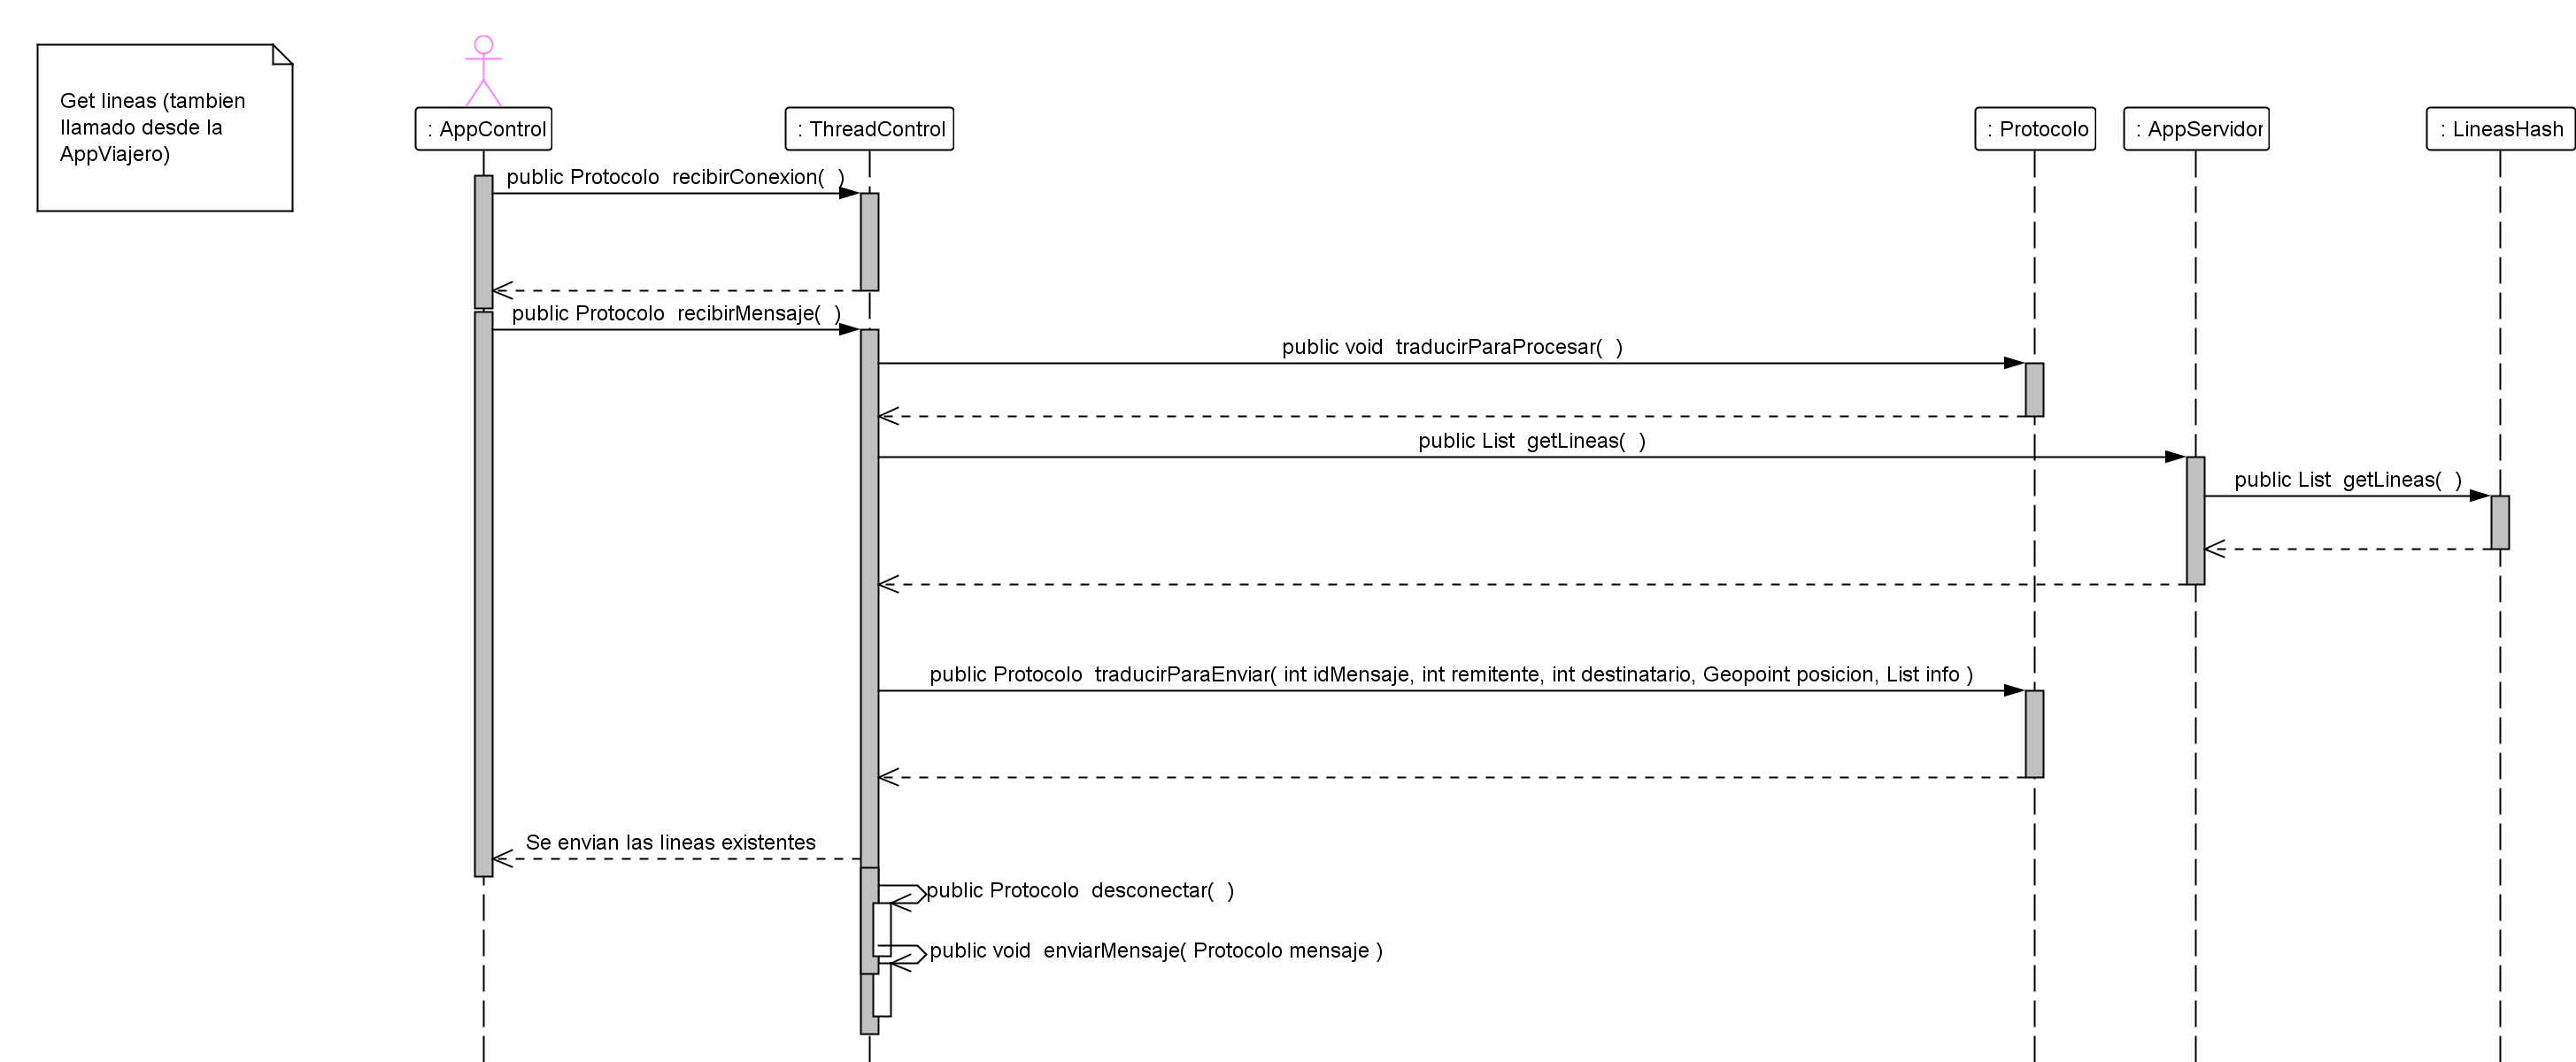 Get lineas (tambien
llamado desde la
AppViajero)
: AppControl
: ThreadControl
: Protocolo
: AppServidor
: LineasHash
public Protocolo  recibirConexion(  )
public Protocolo  recibirMensaje(  )
public void  traducirParaProcesar(  )
public List  getLineas(  )
public List  getLineas(  )
public Protocolo  traducirParaEnviar( int idMensaje, int remitente, int destinatario, Geopoint posicion, List info )
Se envian las lineas existentes
public Protocolo  desconectar(  )
public void  enviarMensaje( Protocolo mensaje )